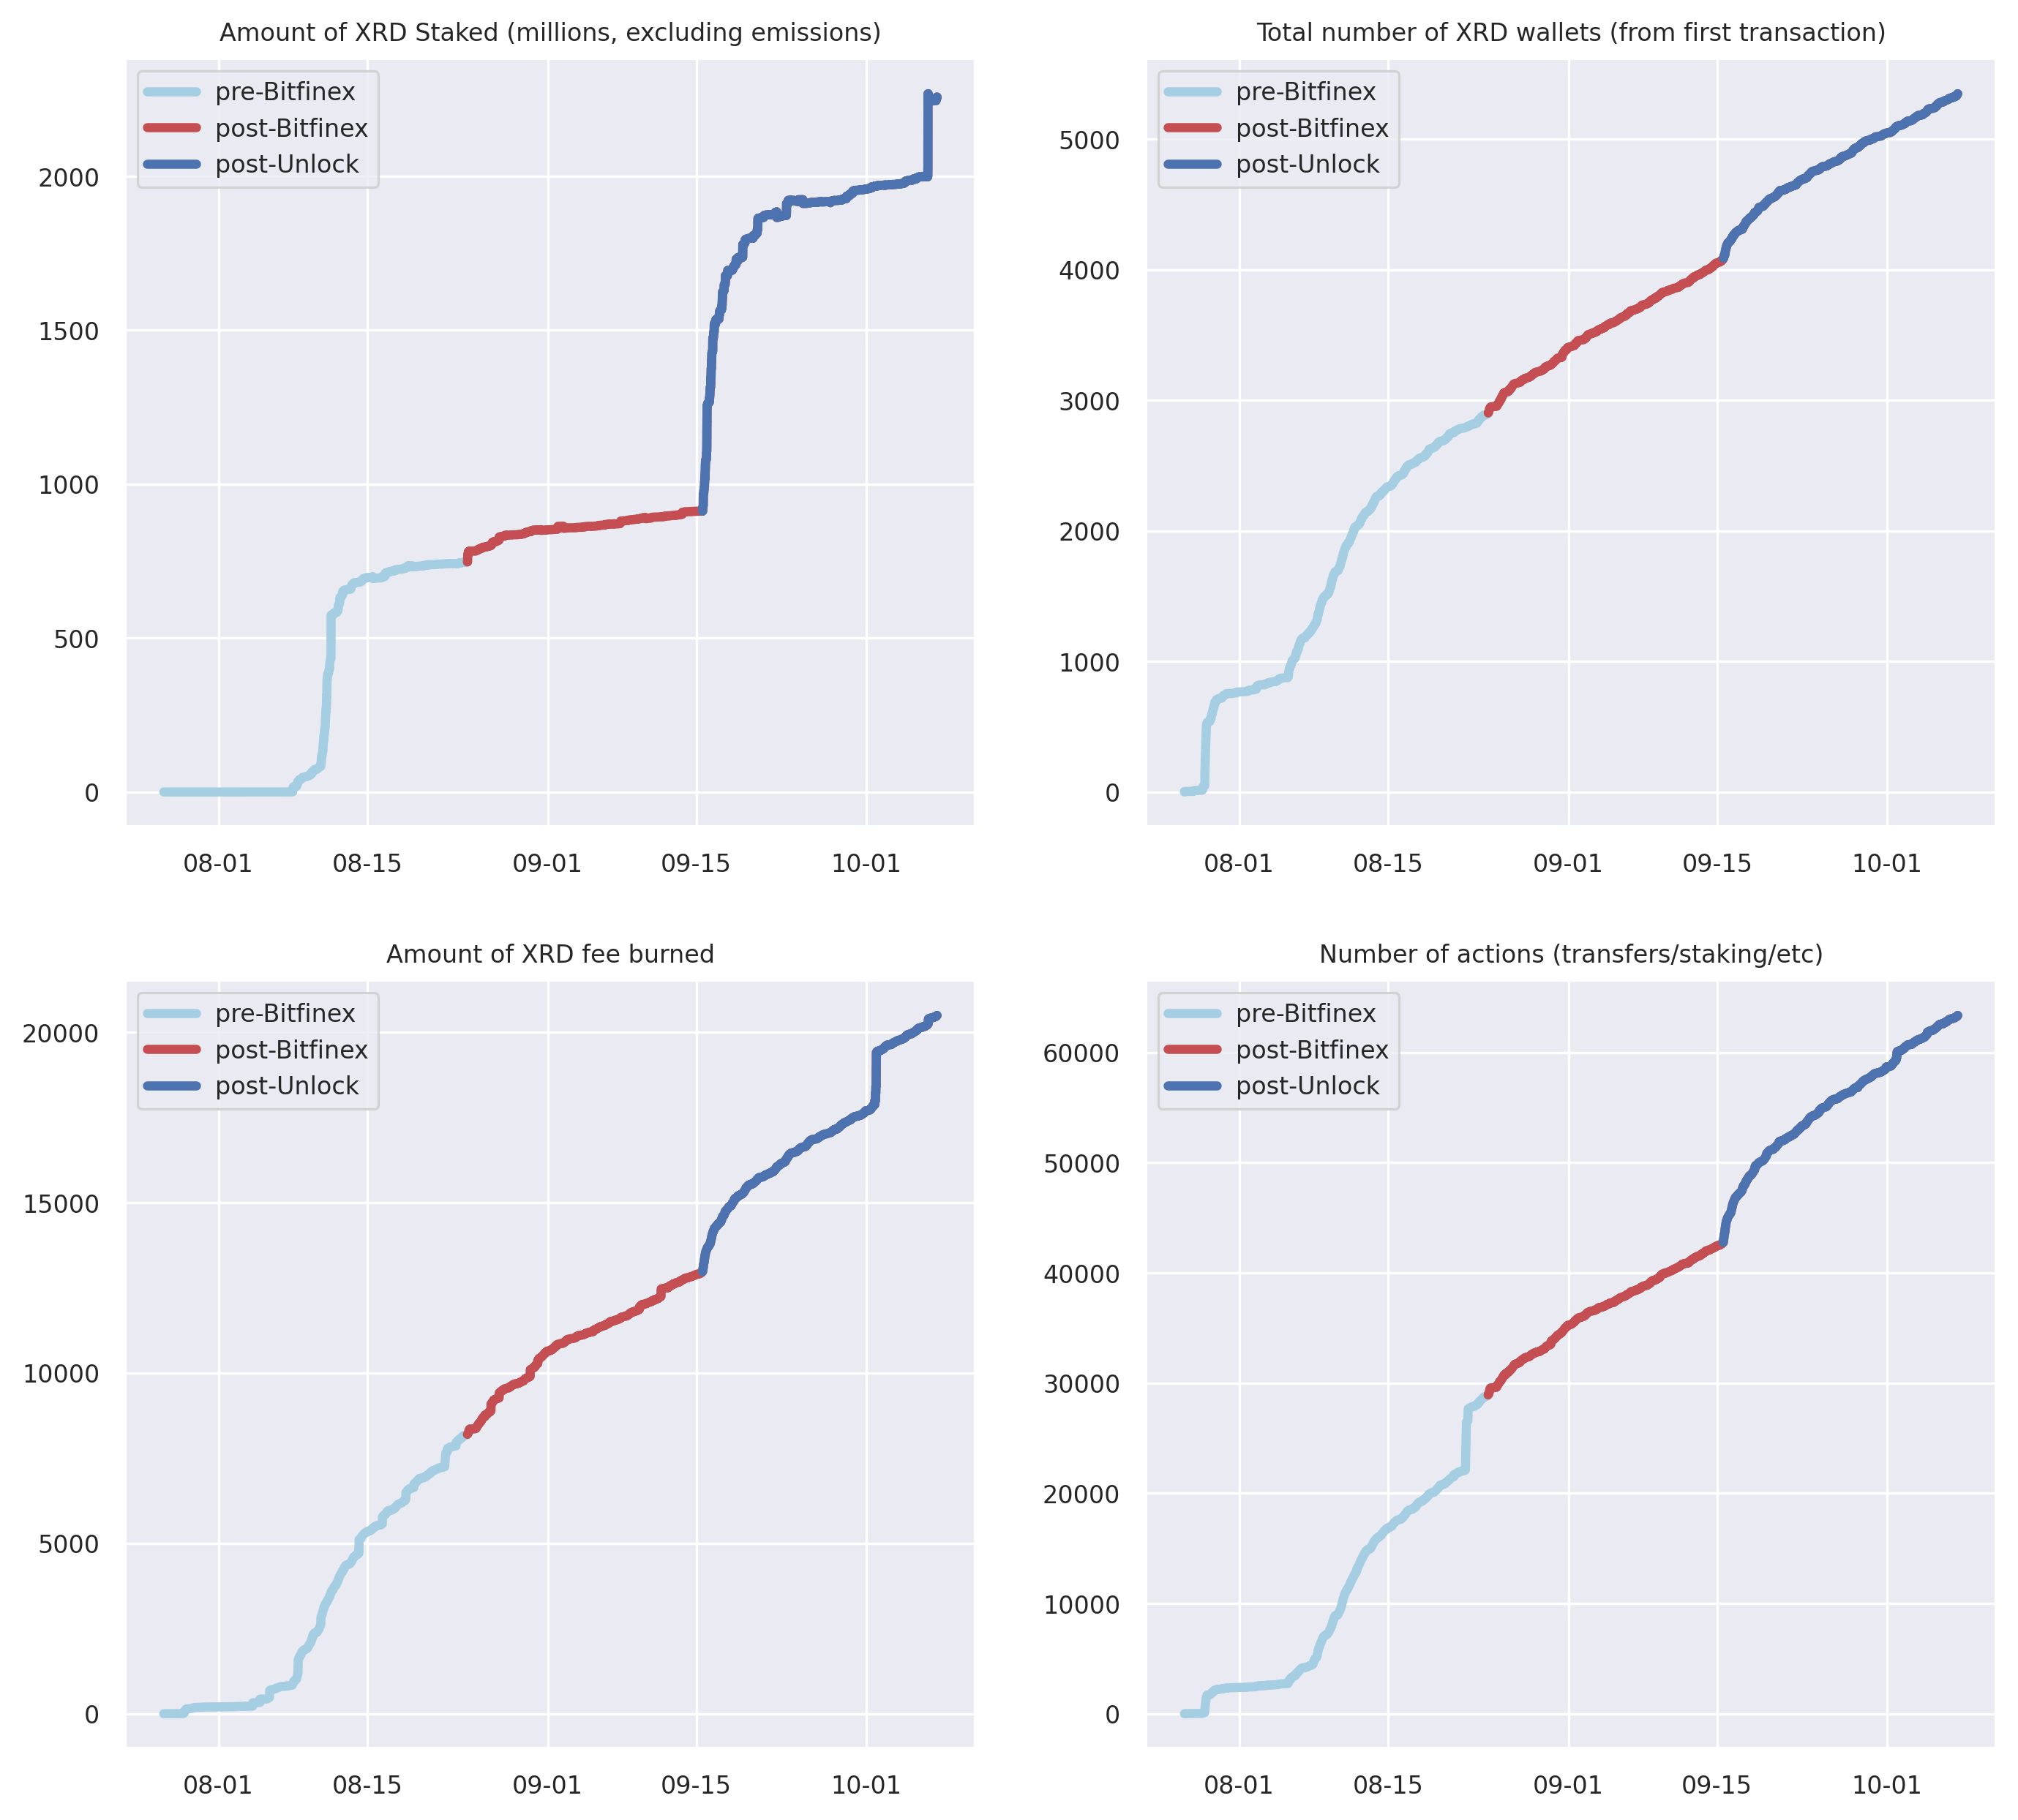 Amount of XRD Staked (millions, excluding emissions)
pre-Bitfinex
post-Bitfinex
post-Unlock
2000
1500
1000
500
0
08-01 08-15 09-01 09-15 10-01
Total number of XRD wallets (from first transaction)
pre-Bitfinex
post-Bitfinex
post-Unlock
5000
4000
3000
2000
1000
0
08-01 08-15 09-01 09-15 10-01
Amount of XRD fee burned
pre-Bitfinex
post-Bitfinex
post-Unlock
20000
15000
10000
5000
0
08-01 08-15 09-01 09-15 10-01
Number of actions (transfers/staking/etc)
pre-Bitfinex
post-Bitfinex
post-Unlock
60000
50000
40000
30000
20000
10000
0
08-01 08-15 09-01 09-15 10-01